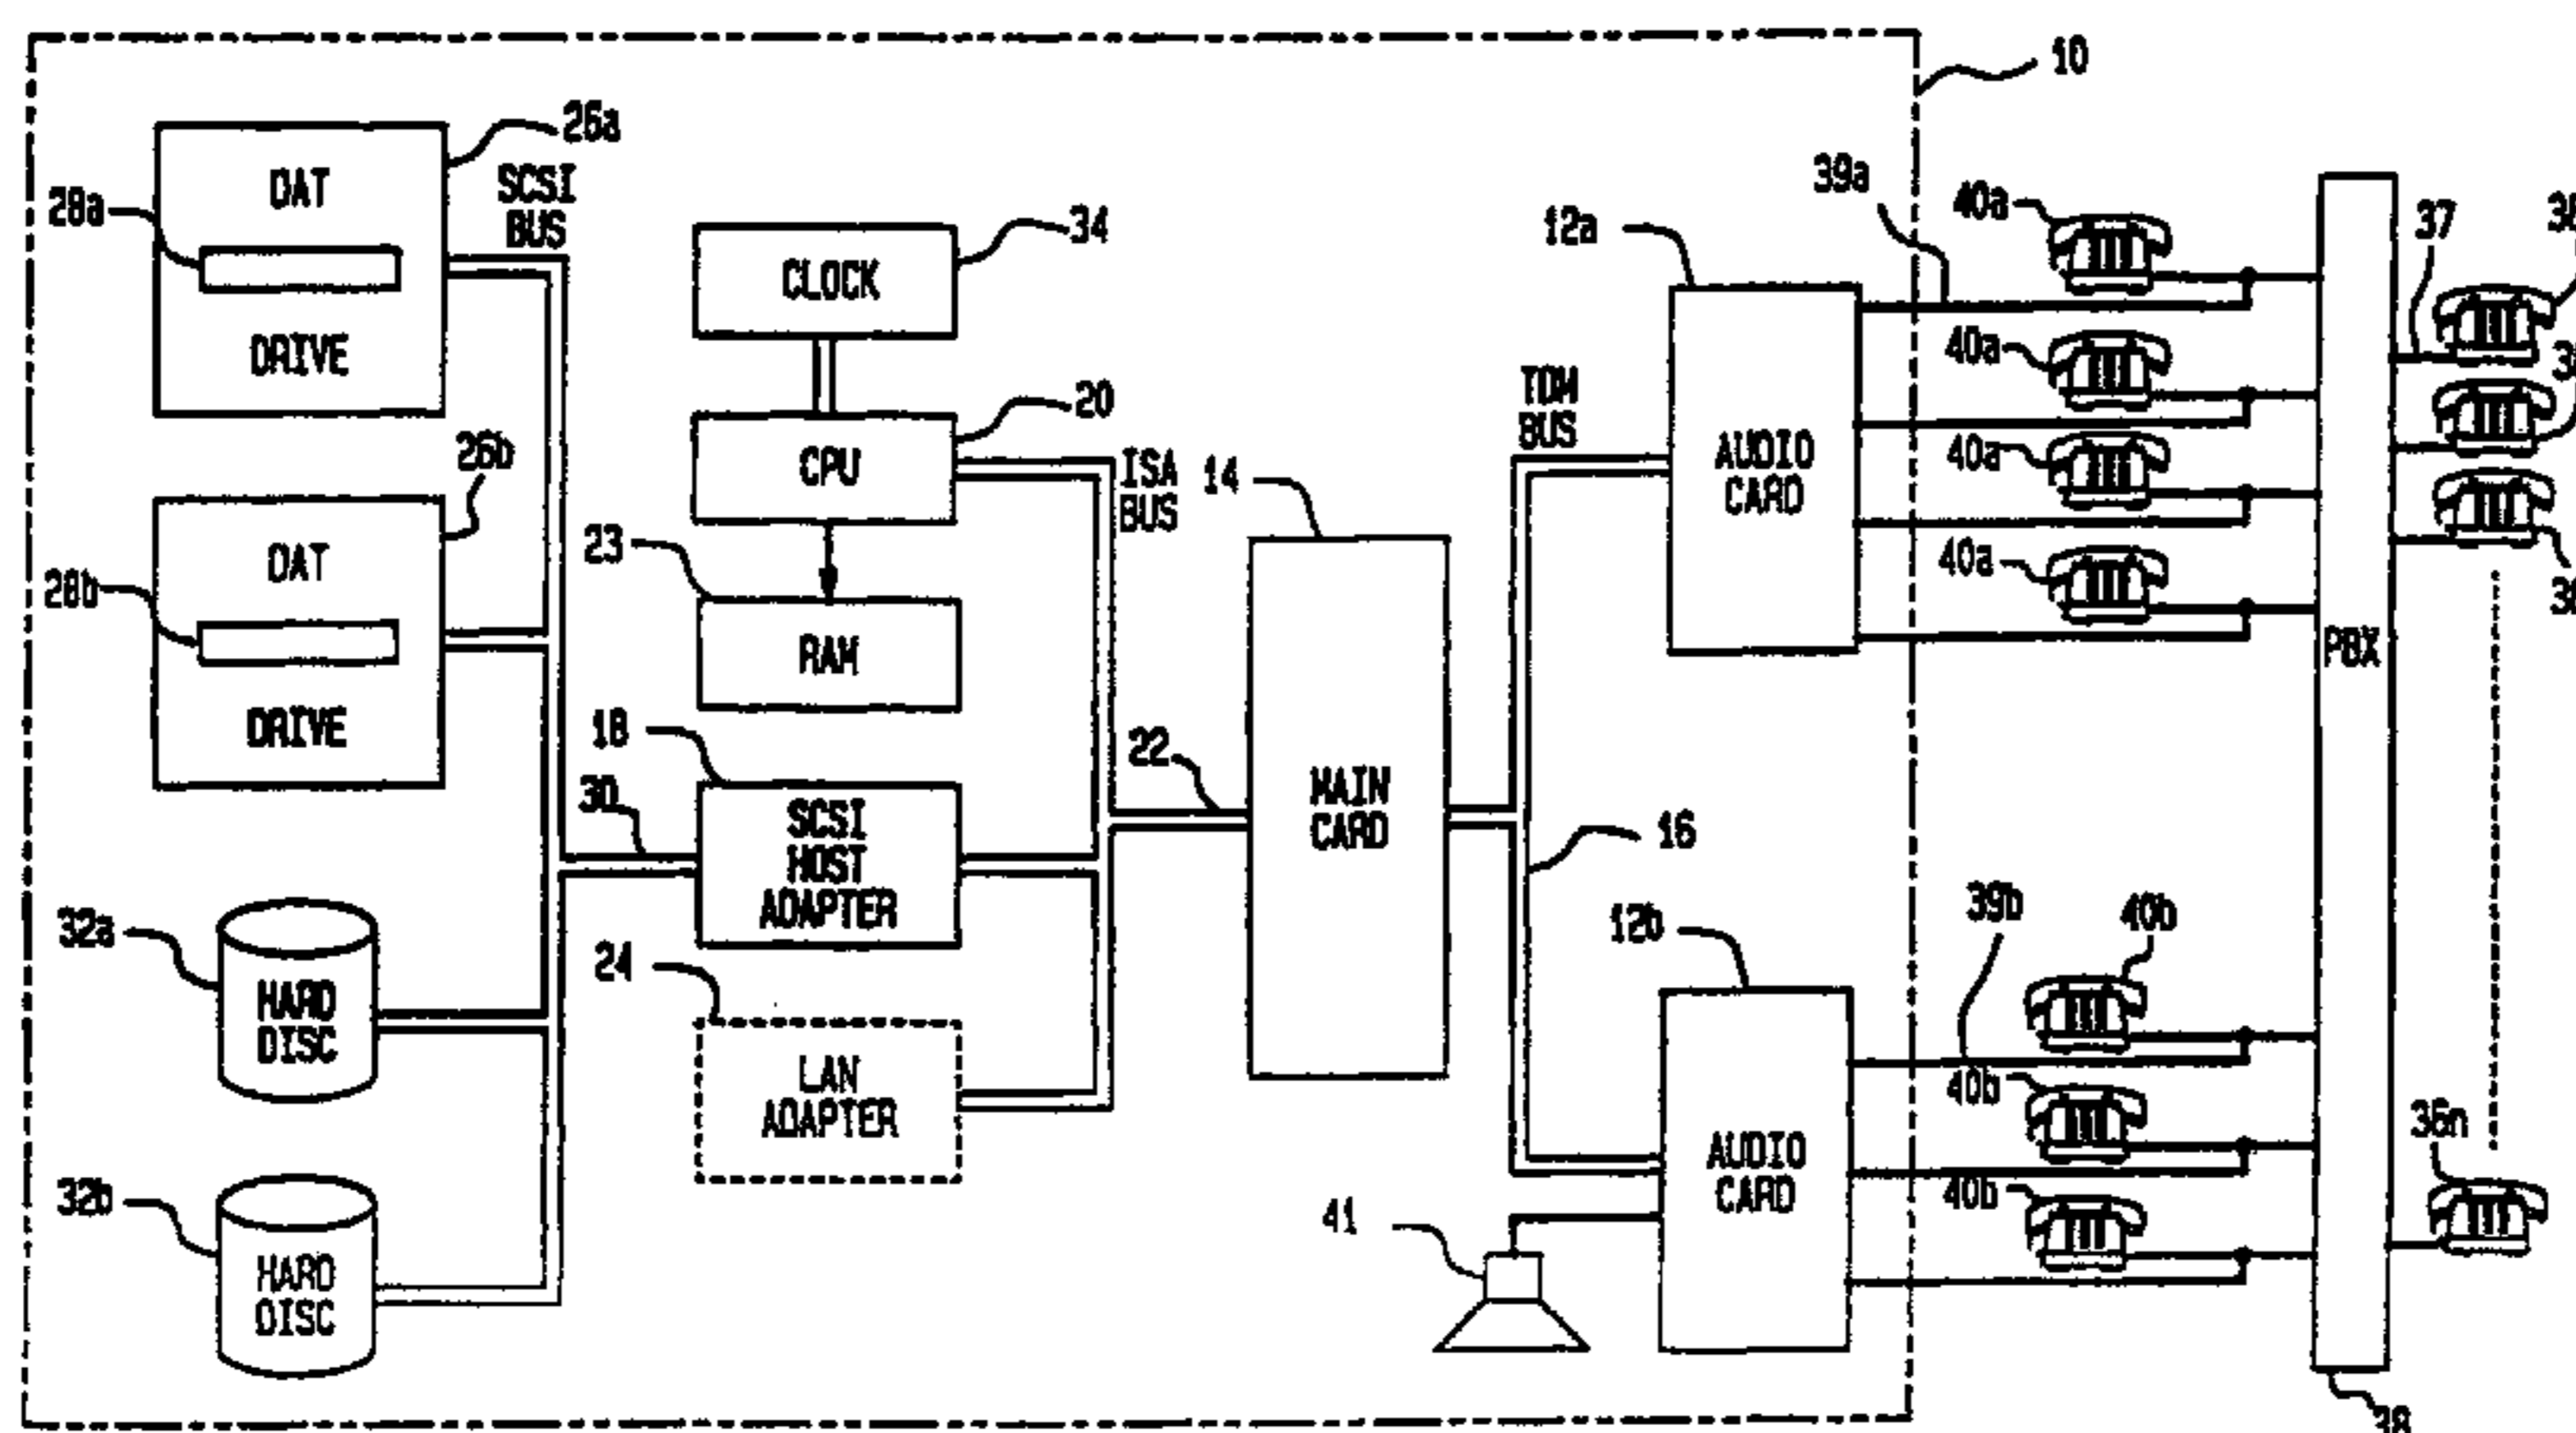 10
26a
DAT
DRIVE
28a
SCSI
BUS
34
CLOCK
20
CPU
ISA
BUS
23
RAM
26b
DAT
DRIVE
28b
18
30
SCSI
HOST
ADAPTER
24
LAN
ADAPTER
32a
HARD
DISC
32b
HARD
DISC
22
14
MAIN
CARD
TDM
BUS
16
12a
AUDIO
CARD
39a
40a
40a
40a
40a
12b
AUDIO
CARD
39b
40b
40b
40b
41
PBX
37
36n
38